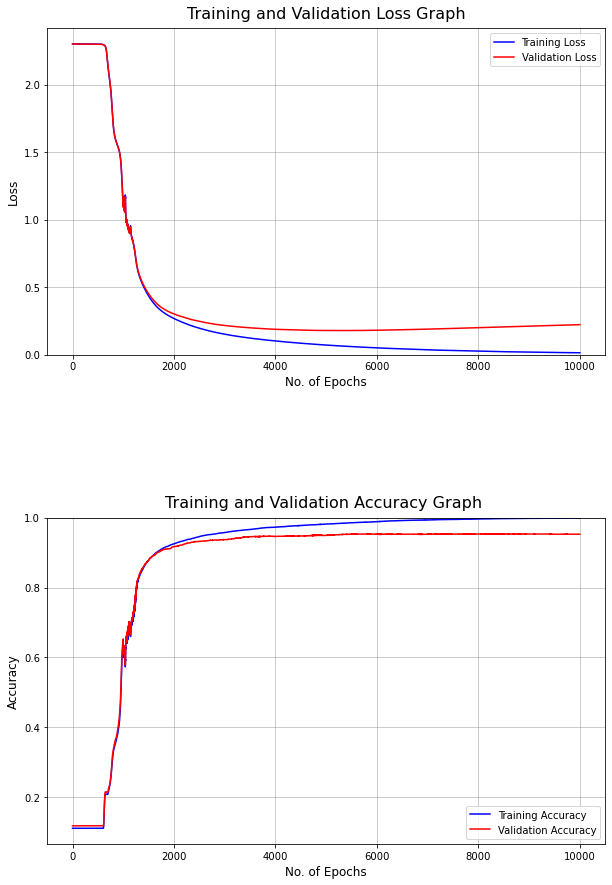 Training and Validation Loss Graph
Training Loss
Validation Loss
2.0
1.5
1.0
0.5
0.0
Loss
0
2000
4000
6000
8000
10000
No. of Epochs
Training and Validation Accuracy Graph
1.0
0.8
0.6
0.4
0.2
Accuracy
Training Accuracy
Validation Accuracy
0
2000
4000
6000
8000
10000
No. of Epochs